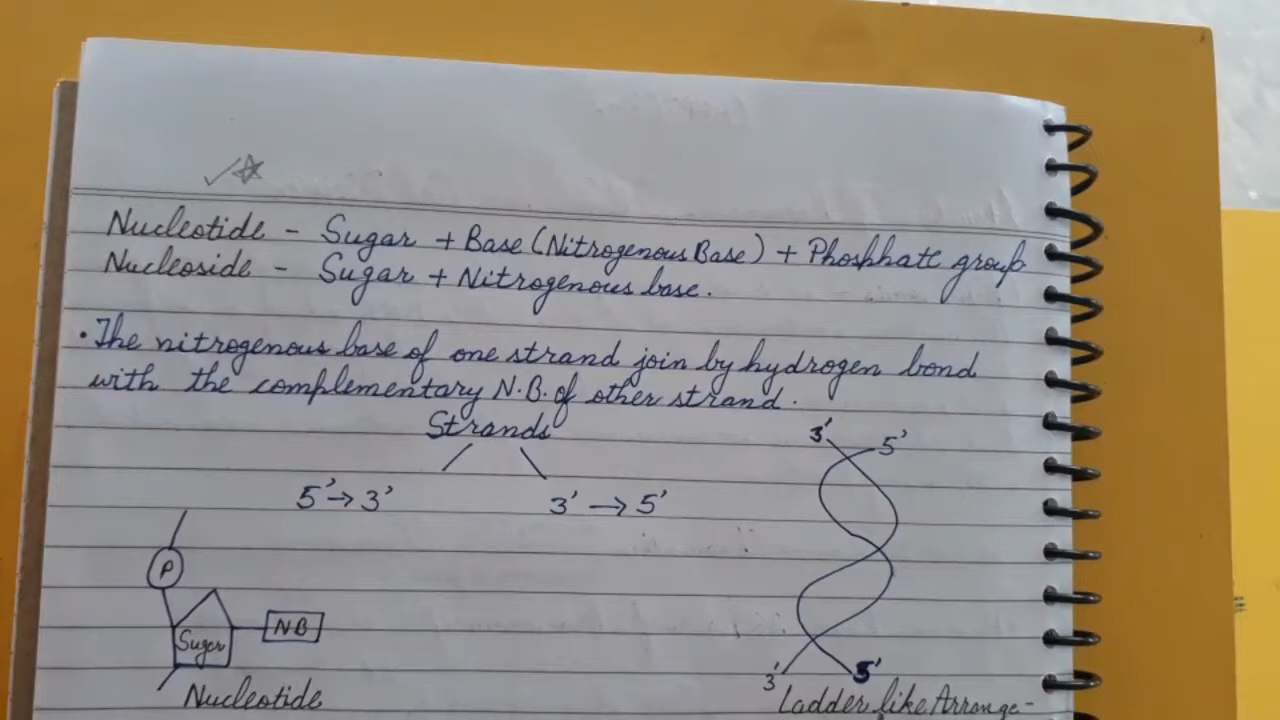 Nucleotide - Sugar + Base (Nitrogenous Base) + Phosphate group
Nucleoside - Sugar + Nitrogenous base.
• The nitrogenous base of one strand join by hydrogen bond
with the complementary N.B. of other strand.
Strands
5' → 3'
3' → 5'
3'
5'
P
Sugar
NB
Nucleotide
3'
5'
Ladder like Arrange-